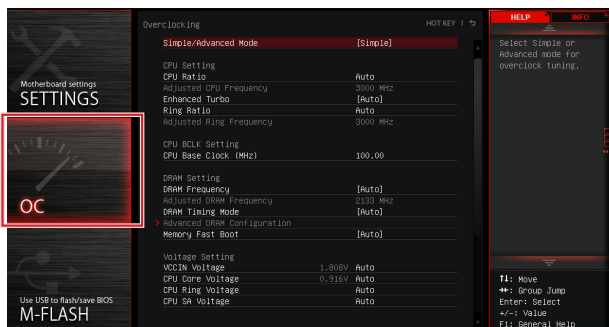 Motherboard settings
SETTINGS
OC
Use USB to flash/save BIOS
M-FLASH
Overclocking
HOT KEY |
Simple/Advanced Mode [Simple]
CPU Setting
CPU Ratio Auto
Adjusted CPU Frequency 3000 MHz
Enhanced Turbo [Auto]
Ring Ratio Auto
Adjusted Ring Frequency 3000 MHz
CPU BCLK Setting
CPU Base Clock (MHz) 100.00
DRAM Setting
DRAM Frequency [Auto]
Adjusted DRAM Frequency 2133 MHz
DRAM Timing Mode [Auto]
> Advanced DRAM Configuration
Memory Fast Boot [Auto]
Voltage Setting
VCCIN Voltage 1.808V Auto
CPU Core Voltage 0.916V Auto
CPU Ring Voltage Auto
CPU SA Voltage Auto
HELP INFO
Select Simple or
Advanced mode for
overclock tuning.
↑↓: Move
: Group Jump
Enter: Select
+/-: Value
F1: General Help